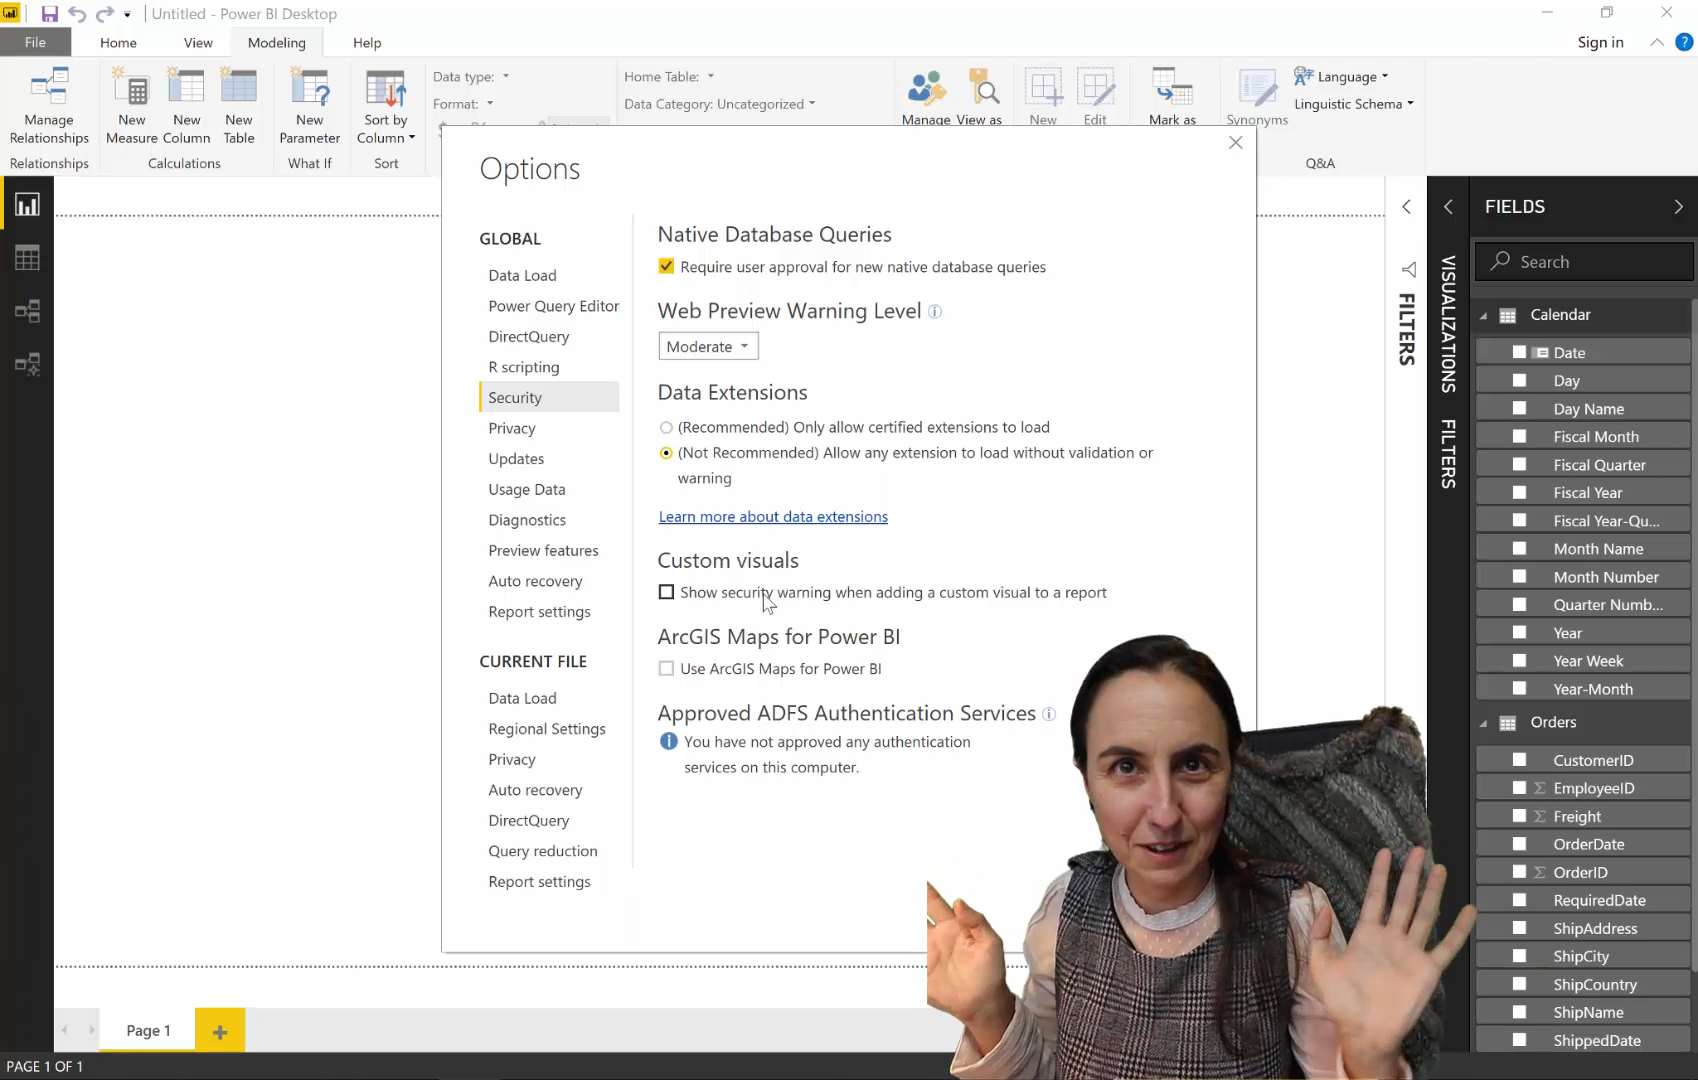 Untitled - Power BI Desktop
File
Home
View
Modeling
Help
Sign in
?
Manage
Relationships
New
Measure
New
Column
New
Table
New
Parameter
Sort by
Column
Data type:
Format:
Home Table:
Data Category: Uncategorized
Manage
View as
New
Edit
Mark as
Synonyms
Language
Linguistic Schema
Relationships
Calculations
What If
Sort
Q&A
Options
GLOBAL
Data Load
Power Query Editor
DirectQuery
R scripting
Security
Privacy
Updates
Usage Data
Diagnostics
Preview features
Auto recovery
Report settings
CURRENT FILE
Data Load
Regional Settings
Privacy
Auto recovery
DirectQuery
Query reduction
Report settings
Native Database Queries
Require user approval for new native database queries
Web Preview Warning Level
Moderate
Data Extensions
(Recommended) Only allow certified extensions to load
(Not Recommended) Allow any extension to load without validation or
warning
Learn more about data extensions
Custom visuals
Show security warning when adding a custom visual to a report
ArcGIS Maps for Power BI
Use ArcGIS Maps for Power BI
Approved ADFS Authentication Services
You have not approved any authentication
services on this computer.
FILTERS
VISUALIZATIONS
FILTERS
FIELDS
Search
Calendar
Date
Day
Day Name
Fiscal Month
Fiscal Quarter
Fiscal Year
Fiscal Year-Qu...
Month Name
Month Number
Quarter Numb...
Year
Year Week
Year-Month
Orders
CustomerID
EmployeeID
Freight
OrderDate
OrderID
RequiredDate
ShipAddress
ShipCity
ShipCountry
ShipName
ShippedDate
Page 1
PAGE 1 OF 1